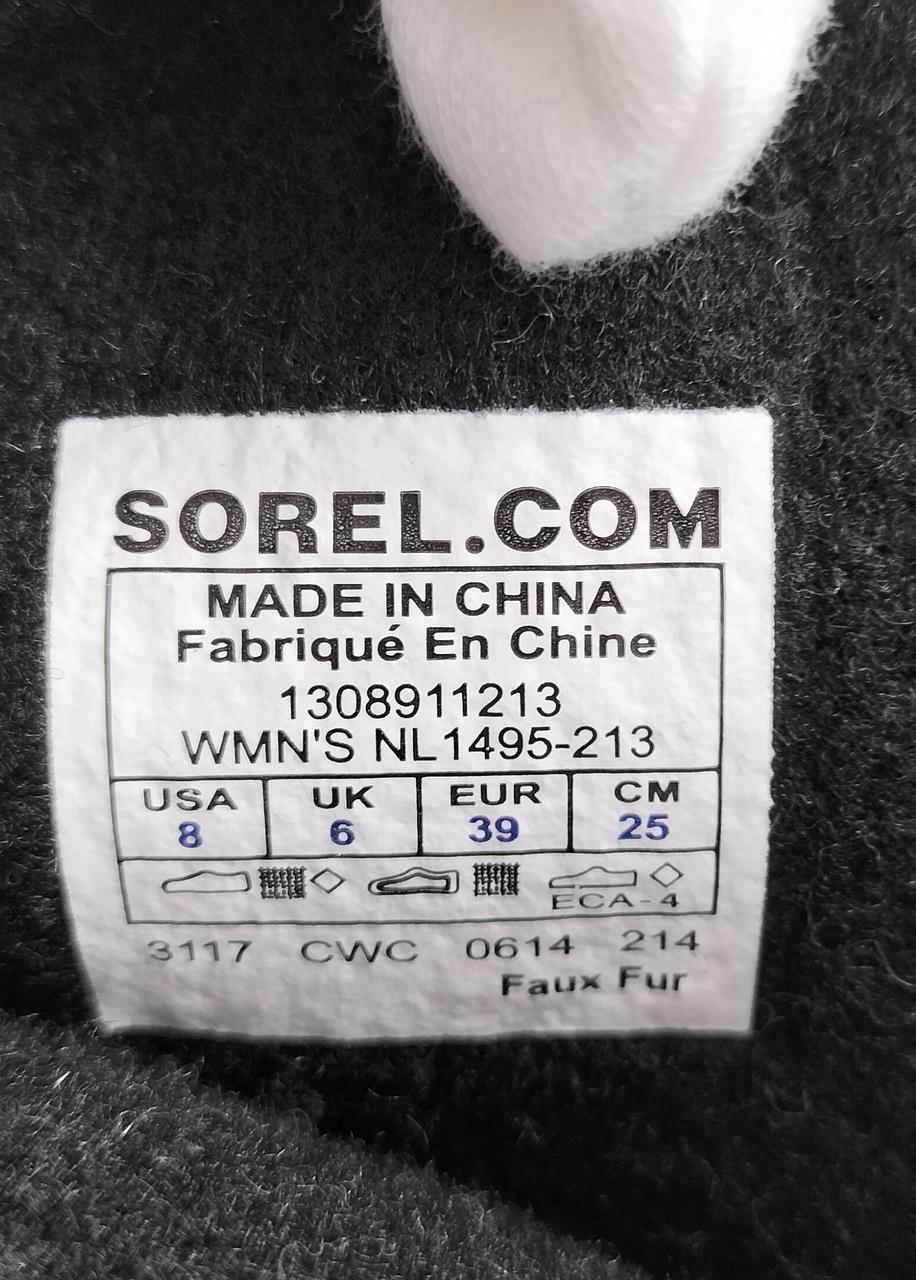 SOREL.COM
MADE IN CHINA
Fabriqué En Chine
1308911213
WMN'S NL1495-213
USA UK EUR CM
8 6 39 25
ECA-4
3117 CWC 0614 214
Faux Fur